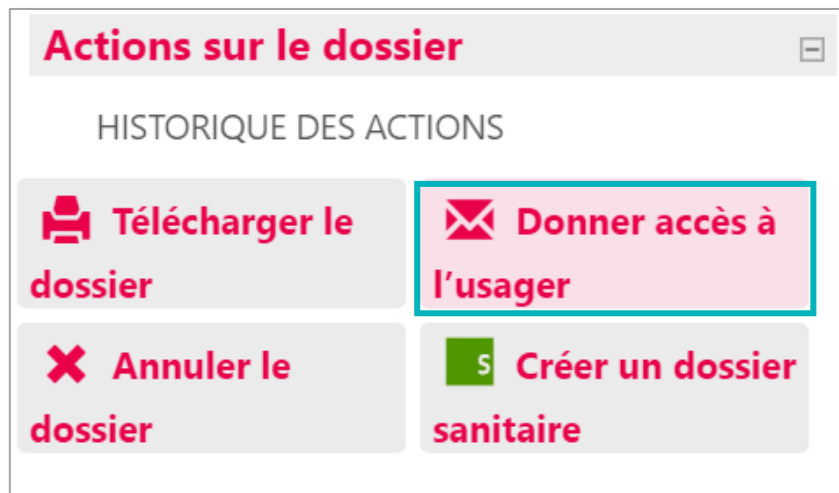 Actions sur le dossier
HISTORIQUE DES ACTIONS
Télécharger le
dossier
Donner accès à
l’usager
Annuler le
dossier
S Créer un dossier
sanitaire